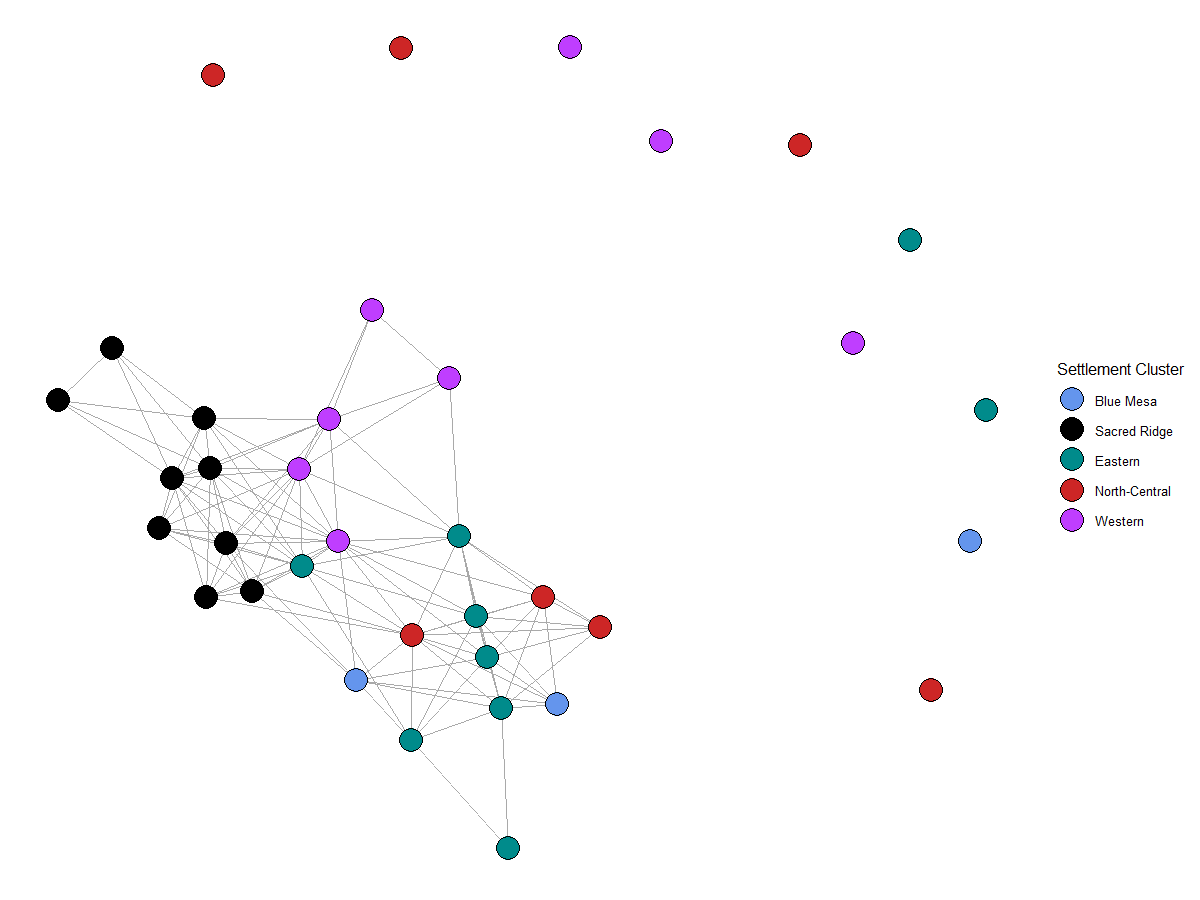 Settlement Cluster
Blue Mesa
Sacred Ridge
Eastern
North-Central
Western